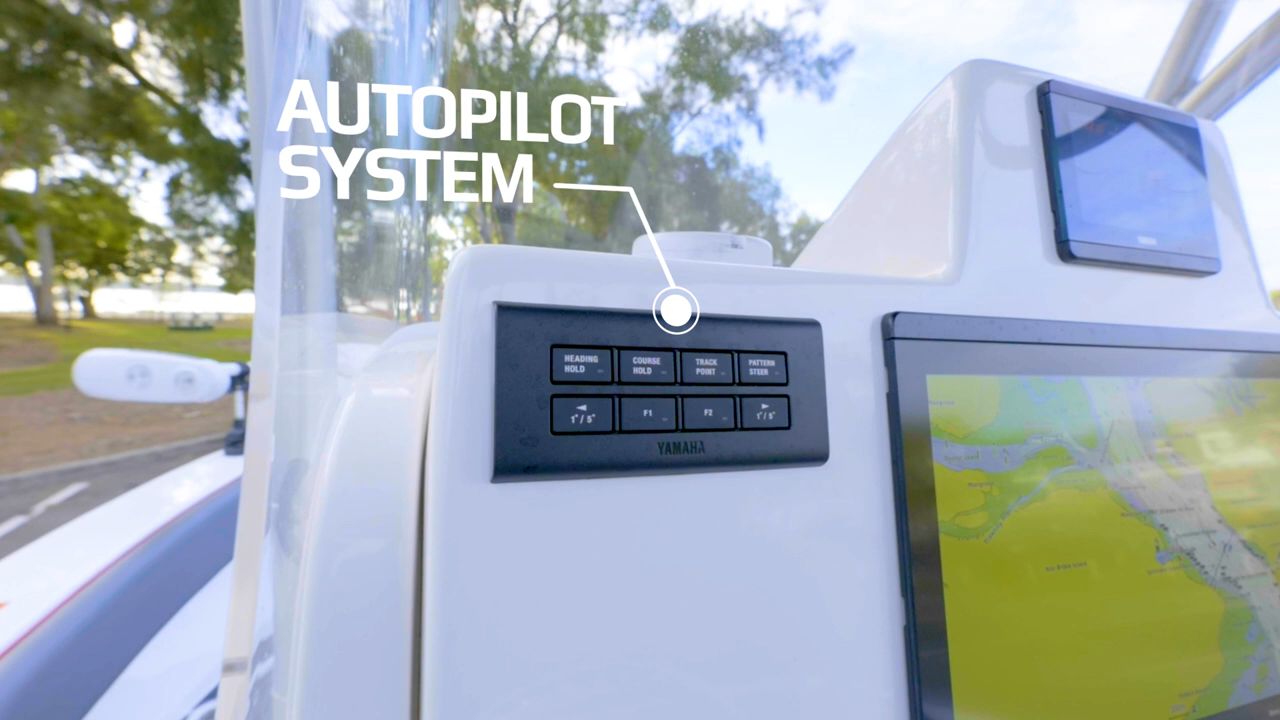 AUTOPILOT
SYSTEM
HEADING
HOLD
COURSE
HOLD
TRACK
POINT
PATTERN
STEER
◄
1°/5°
F1
F2
►
1°/5°
YAMAHA